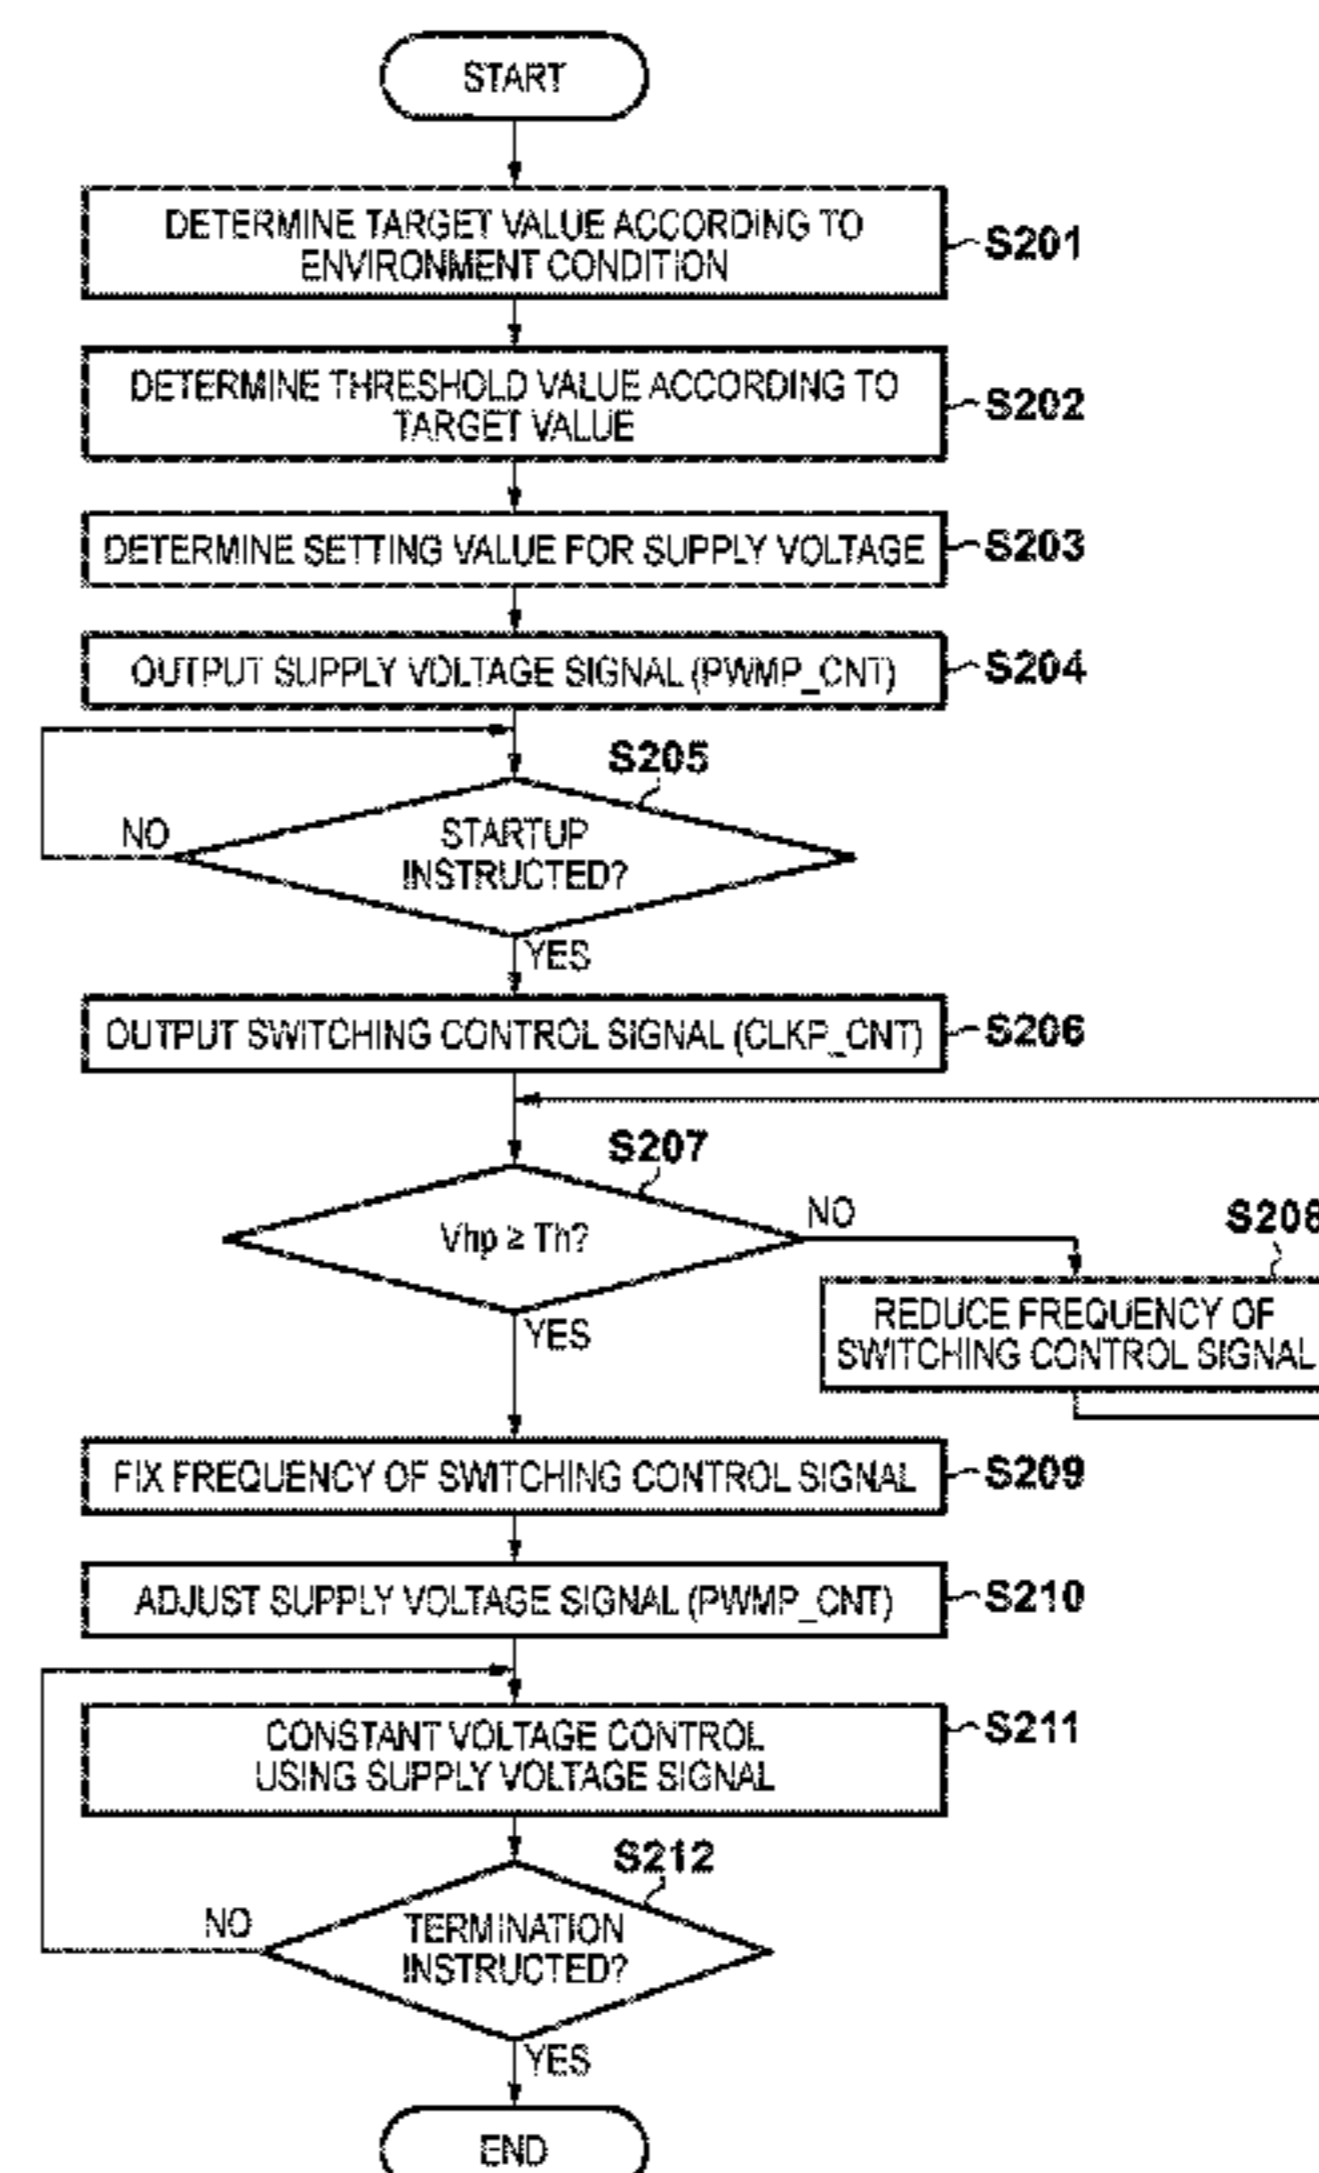 START
DETERMINE TARGET VALUE ACCORDING TO
ENVIRONMENT CONDITION
S201
DETERMINE THRESHOLD VALUE ACCORDING TO
TARGET VALUE
S202
DETERMINE SETTING VALUE FOR SUPPLY VOLTAGE
S203
OUTPUT SUPPLY VOLTAGE SIGNAL (PWMP_CNT)
S204
S205
NO
STARTUP
INSTRUCTED?
YES
OUTPUT SWITCHING CONTROL SIGNAL (CLKP_CNT)
S206
S207
Vhp ≥ Th?
NO
S208
REDUCE FREQUENCY OF
SWITCHING CONTROL SIGNAL
YES
FIX FREQUENCY OF SWITCHING CONTROL SIGNAL
S209
ADJUST SUPPLY VOLTAGE SIGNAL (PWMP_CNT)
S210
CONSTANT VOLTAGE CONTROL
USING SUPPLY VOLTAGE SIGNAL
S211
S212
NO
TERMINATION
INSTRUCTED?
YES
END